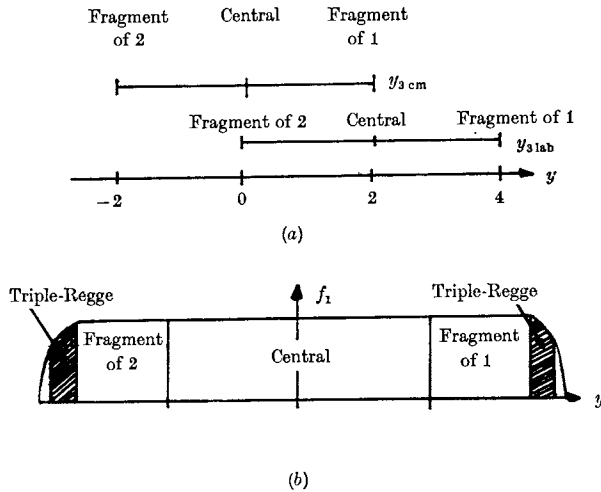 Fragment of 2
Central
Fragment of 1
y3 cm
Fragment of 2
Central
Fragment of 1
y3 lab
y
-2
0
2
4
(a)
Triple-Regge
f1
Triple-Regge
Fragment of 2
Central
Fragment of 1
y
(b)